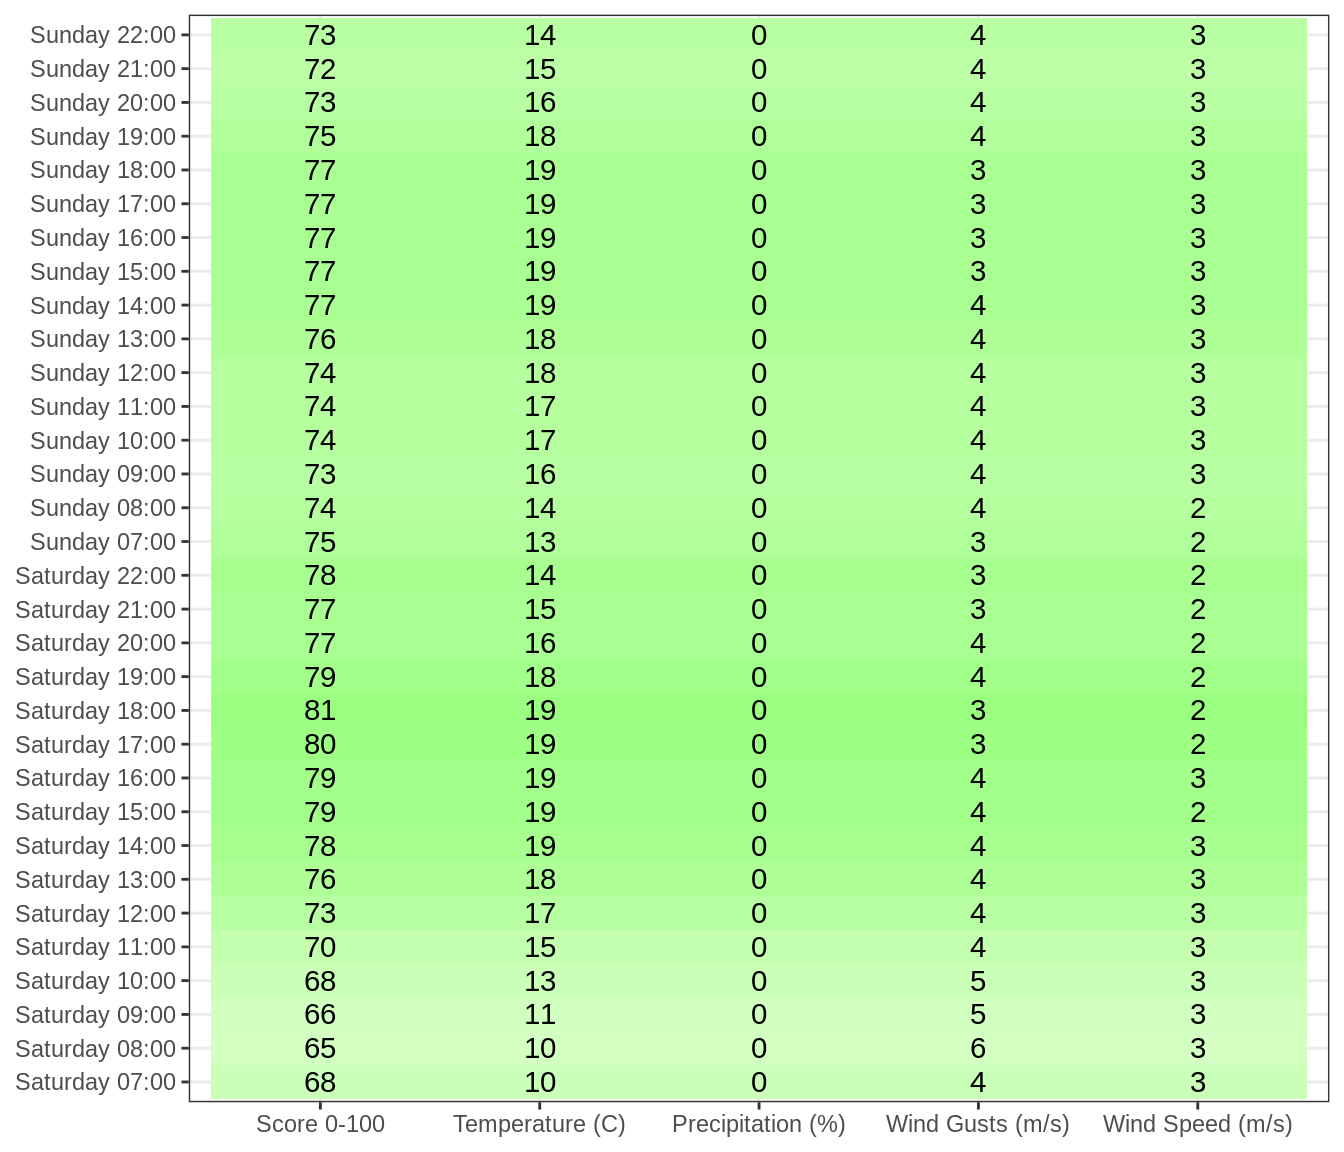 Sunday 22:00 73 14 0 4 3
Sunday 21:00 72 15 0 4 3
Sunday 20:00 73 16 0 4 3
Sunday 19:00 75 18 0 4 3
Sunday 18:00 77 19 0 3 3
Sunday 17:00 77 19 0 3 3
Sunday 16:00 77 19 0 3 3
Sunday 15:00 77 19 0 3 3
Sunday 14:00 77 19 0 4 3
Sunday 13:00 76 18 0 4 3
Sunday 12:00 74 18 0 4 3
Sunday 11:00 74 17 0 4 3
Sunday 10:00 74 17 0 4 3
Sunday 09:00 73 16 0 4 3
Sunday 08:00 74 14 0 4 2
Sunday 07:00 75 13 0 3 2
Saturday 22:00 78 14 0 3 2
Saturday 21:00 77 15 0 3 2
Saturday 20:00 77 16 0 4 2
Saturday 19:00 79 18 0 4 2
Saturday 18:00 81 19 0 3 2
Saturday 17:00 80 19 0 3 2
Saturday 16:00 79 19 0 4 3
Saturday 15:00 79 19 0 4 2
Saturday 14:00 78 19 0 4 3
Saturday 13:00 76 18 0 4 3
Saturday 12:00 73 17 0 4 3
Saturday 11:00 70 15 0 4 3
Saturday 10:00 68 13 0 5 3
Saturday 09:00 66 11 0 5 3
Saturday 08:00 65 10 0 6 3
Saturday 07:00 68 10 0 4 3
Score 0-100 Temperature (C) Precipitation (%) Wind Gusts (m/s) Wind Speed (m/s)